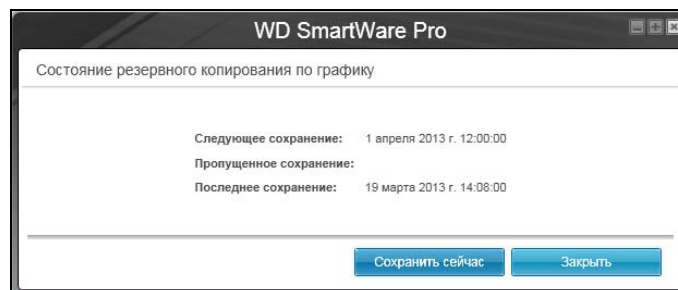 WD SmartWare Pro
Состояние резервного копирования по графику
Следующее сохранение: 1 апреля 2013 г. 12:00:00
Пропущенное сохранение:
Последнее сохранение: 19 марта 2013 г. 14:08:00
Сохранить сейчас Закрыть